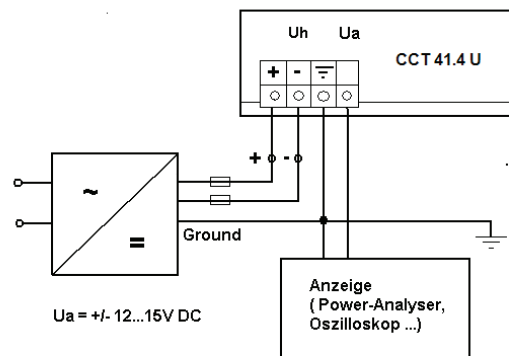 Uh Ua
CCT 41.4 U
+ -
+ -
~
=
Ground
Anzeige
( Power-Analyser,
Oszilloskop ...)
Ua = +/- 12...15V DC